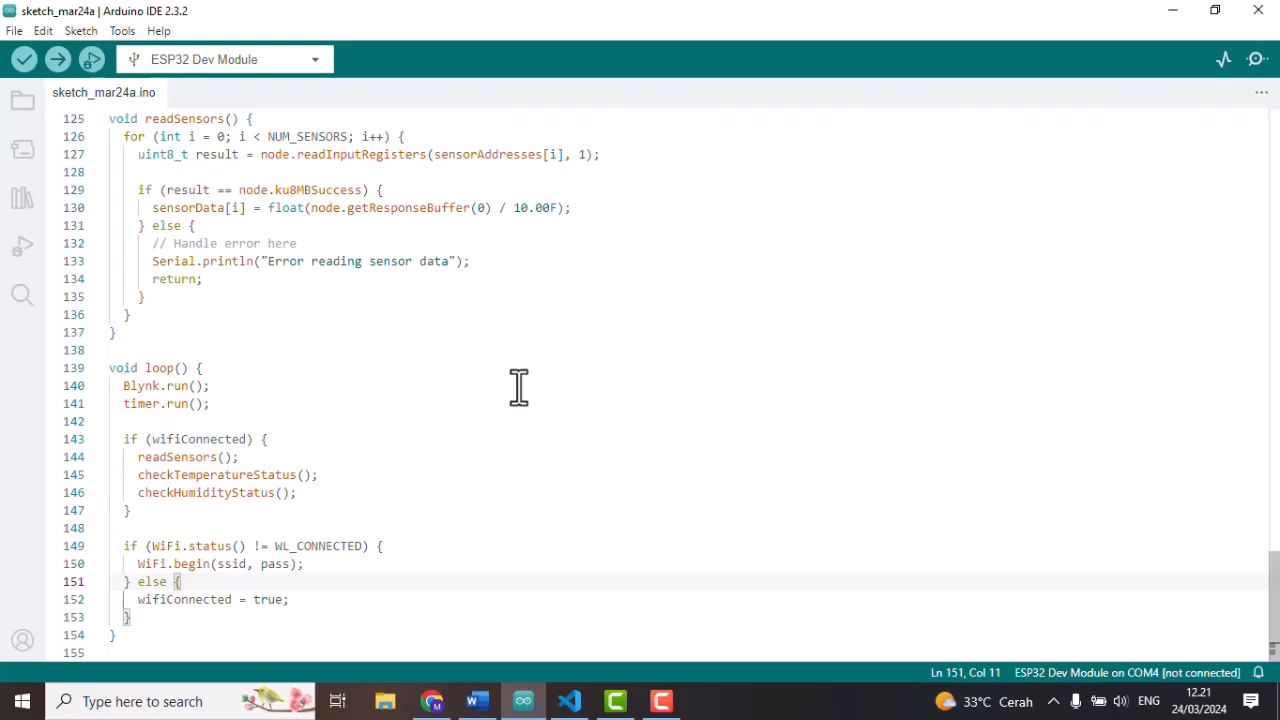 sketch_mar24a | Arduino IDE 2.3.2
File Edit Sketch Tools Help
ESP32 Dev Module
sketch_mar24a.ino
125 void readSensors() {
126 for (int i = 0; i < NUM_SENSORS; i++) {
127 uint8_t result = node.readInputRegisters(sensorAddresses[i], 1);
128
129 if (result == node.ku8MBSuccess) {
130 sensorData[i] = float(node.getResponseBuffer(0) / 10.00F);
131 } else {
132 // Handle error here
133 Serial.println("Error reading sensor data");
134 return;
135 }
136 }
137 }
138
139 void loop() {
140 Blynk.run();
141 timer.run();
142
143 if (wifiConnected) {
144 readSensors();
145 checkTemperatureStatus();
146 checkHumidityStatus();
147 }
148
149 if (WiFi.status() != WL_CONNECTED) {
150 WiFi.begin(ssid, pass);
151 } else {
152 wifiConnected = true;
153 }
154 }
155
Ln 151, Col 11 ESP32 Dev Module on COM4 [not connected]
Type here to search
33°C Cerah
ENG
12.21
24/03/2024